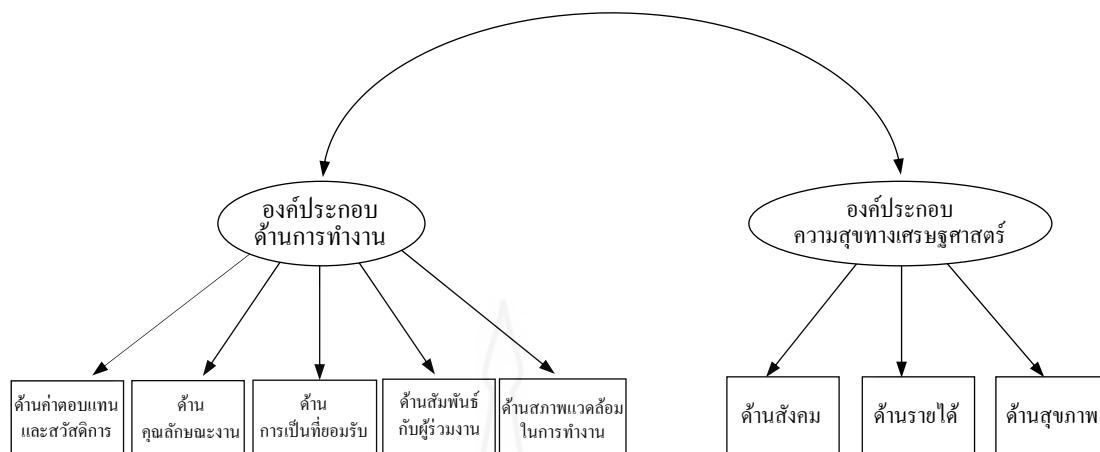 องค์ประกอบ
ด้านการทำงาน
องค์ประกอบ
ความสุขทางเศรษฐศาสตร์
ด้านค่าตอบแทน
และสวัสดิการ
ด้าน
คุณลักษณะงาน
ด้าน
การเป็นที่ยอมรับ
ด้านสัมพันธ์
กับผู้ร่วมงาน
ด้านสภาพแวดล้อม
ในการทำงาน
ด้านสังคม
ด้านรายได้
ด้านสุขภาพ